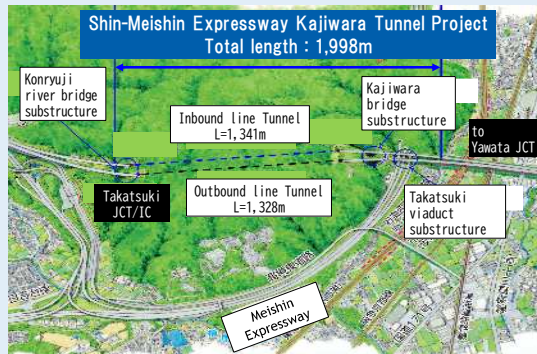 Shin-Meishin Expressway Kajiwara Tunnel Project
Total length : 1,998m
Konryuji
river bridge
substructure
Kajiwara
bridge
substructure
Inbound line Tunnel
L=1,341m
to
Yawata JCT
Takatsuki
JCT/IC
Outbound line Tunnel
L=1,328m
Takatsuki
viaduct
substructure
Meishin
Expressway